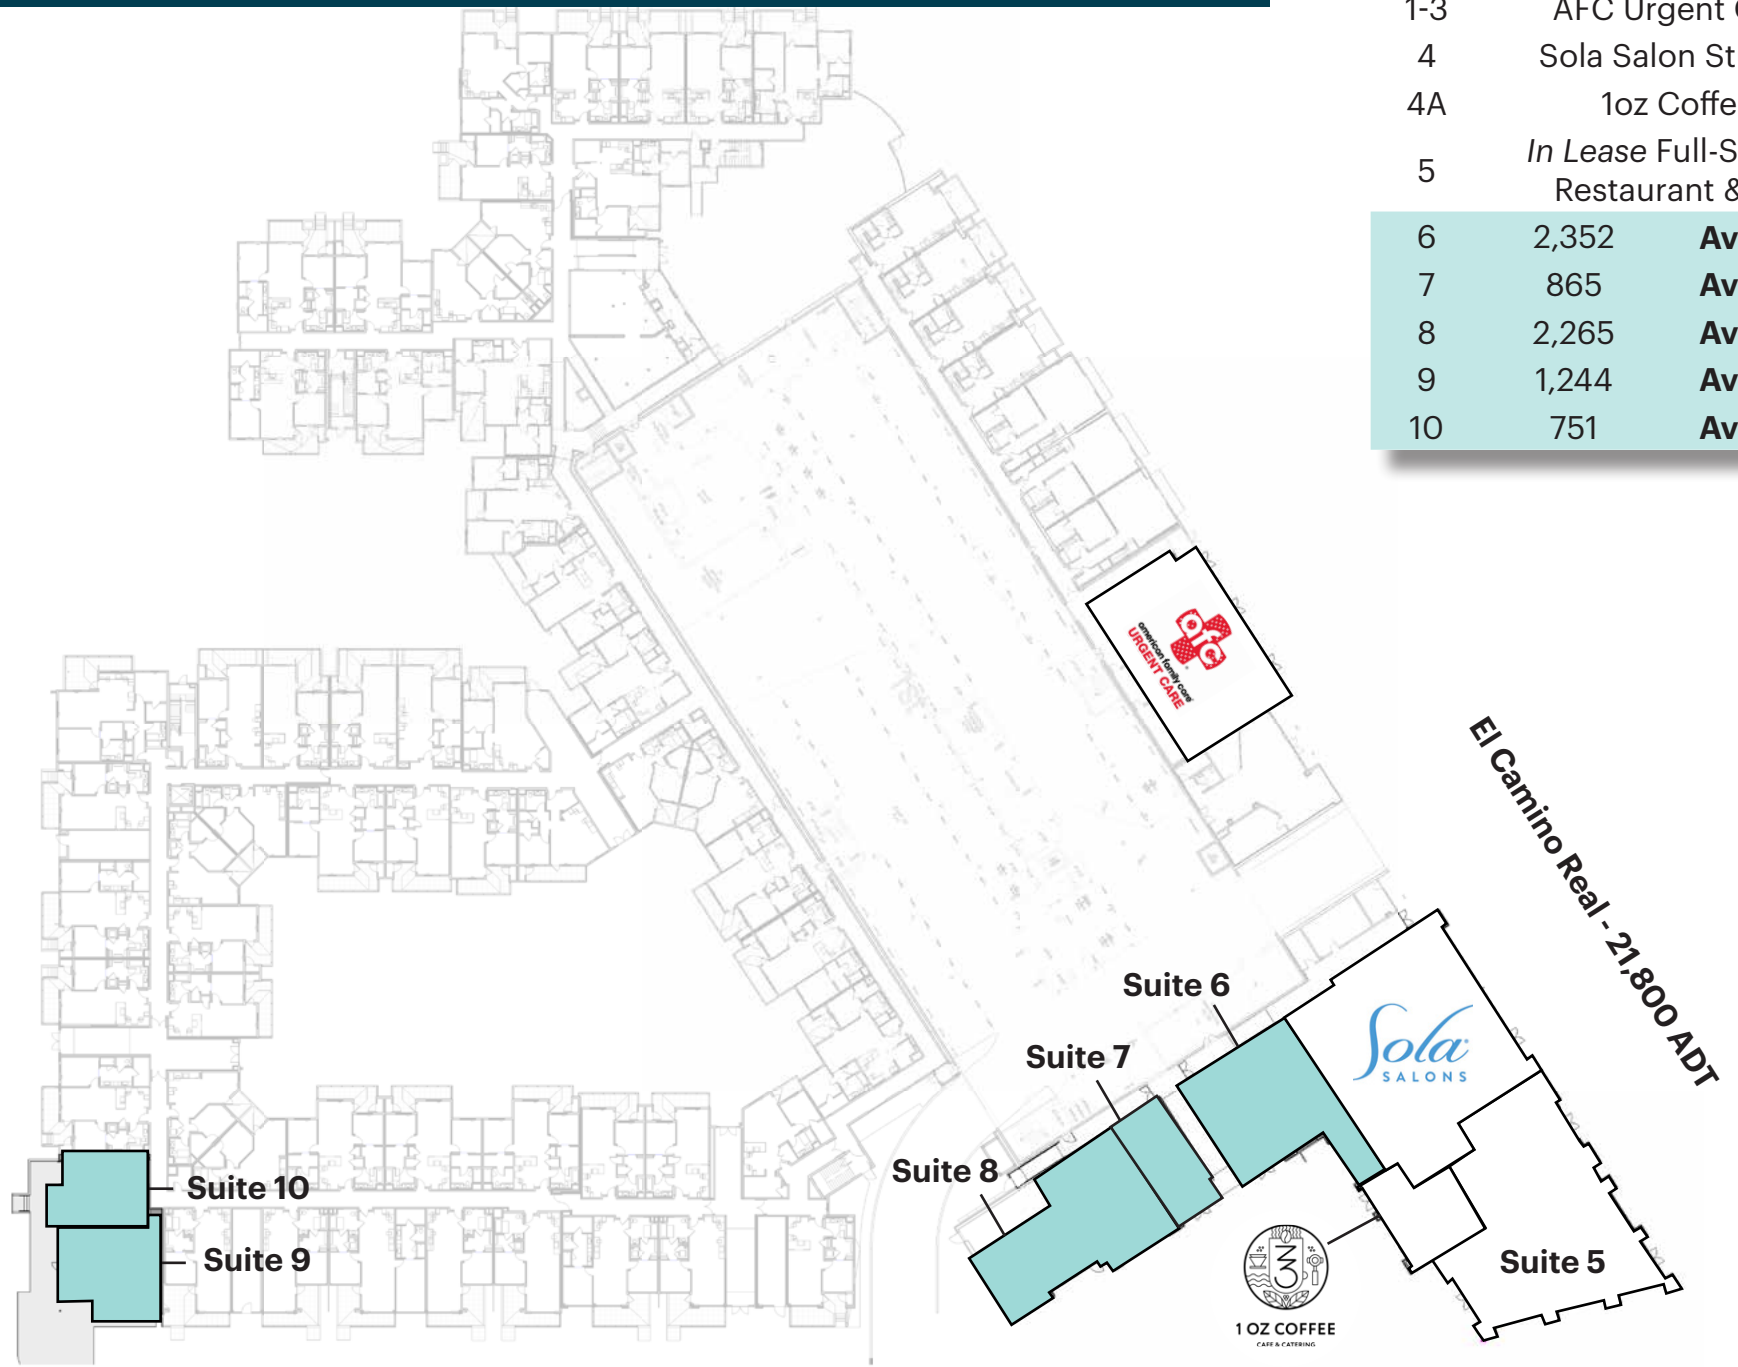 1-3 AFC Urgent C
4 Sola Salon St
4A 1oz Coffe
5 In Lease Full-S
Restaurant &
6 2,352 Av
7 865 Av
8 2,265 Av
9 1,244 Av
10 751 Av
afc
american family care
URGENT CARE
El Camino Real - 21,800 ADT
Suite 6
Sola
SALONS
Suite 7
Suite 8
Suite 10
Suite 9
Suite 5
1 OZ COFFEE
CAFE & CATERING